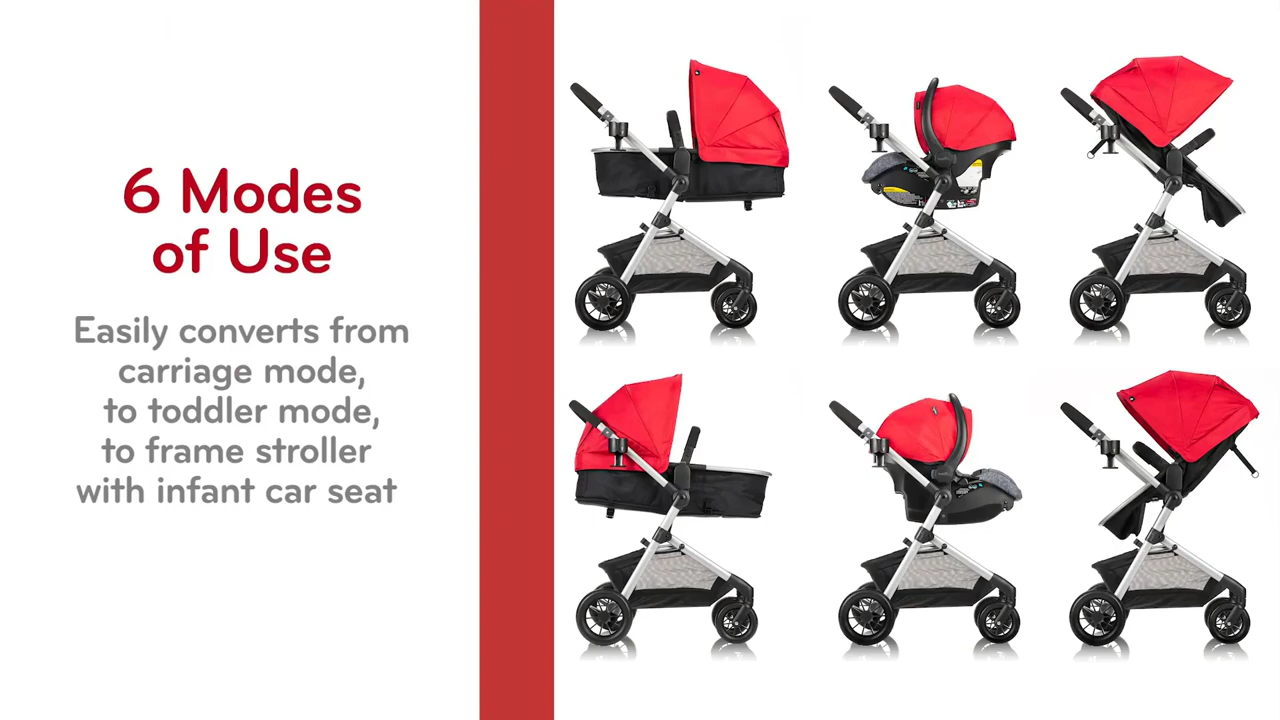 6 Modes
of Use
Easily converts from
carriage mode,
to toddler mode,
to frame stroller
with infant car seat